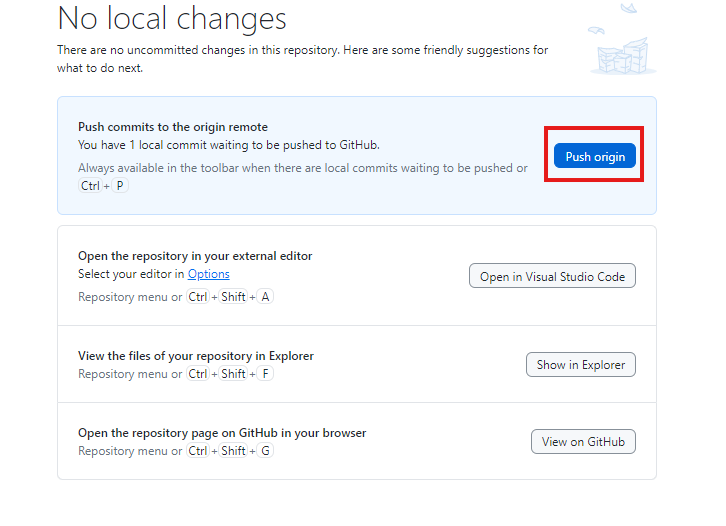 No local changes
There are no uncommitted changes in this repository. Here are some friendly suggestions for
what to do next.
Push commits to the origin remote
You have 1 local commit waiting to be pushed to GitHub.
Always available in the toolbar when there are local commits waiting to be pushed or
Ctrl + P
Push origin
Open the repository in your external editor
Select your editor in Options
Repository menu or Ctrl + Shift + A
Open in Visual Studio Code
View the files of your repository in Explorer
Repository menu or Ctrl + Shift + F
Show in Explorer
Open the repository page on GitHub in your browser
Repository menu or Ctrl + Shift + G
View on GitHub